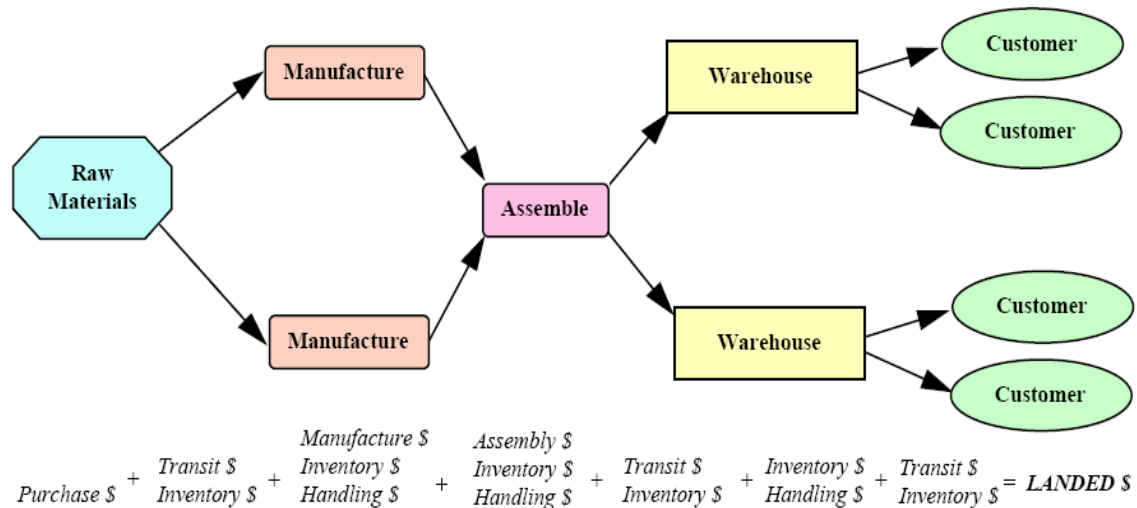 Raw
Materials
Manufacture
Manufacture
Assemble
Warehouse
Warehouse
Customer
Customer
Customer
Customer
Purchase $
+
Transit $
Inventory $
+
Manufacture $
Inventory $
Handling $
+
Assembly $
Inventory $
Handling $
+
Transit $
Inventory $
+
Inventory $
Handling $
+
Transit $
Inventory $
= LANDED $